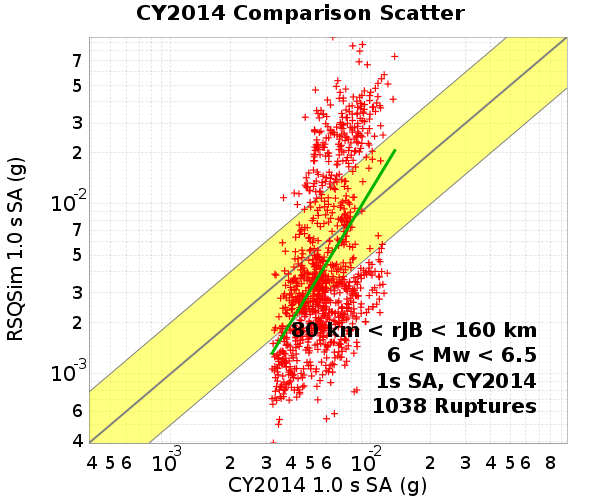 CY2014 Comparison Scatter
RSQSim 1.0 s SA (g)
7
5
3
2
10-2
7
5
3
2
10-3
6
4
80 km < rJB < 160 km
6 < Mw < 6.5
1s SA, CY2014
1038 Ruptures
4 5 6 10-3 2 3 4 5 6 10-2 2 3 4 5 6 8
CY2014 1.0 s SA (g)